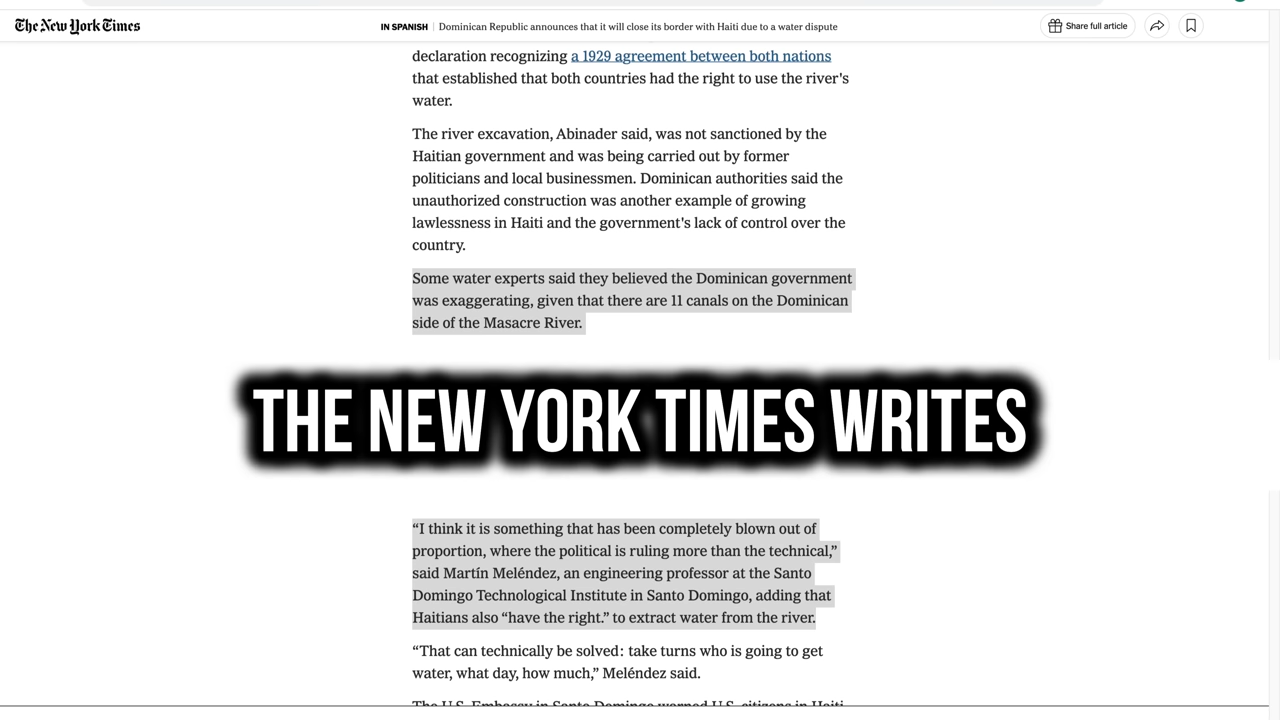 The New York Times
IN SPANISH | Dominican Republic announces that it will close its border with Haiti due to a water dispute
Share full article
declaration recognizing a 1929 agreement between both nations
that established that both countries had the right to use the river's
water.
The river excavation, Abinader said, was not sanctioned by the
Haitian government and was being carried out by former
politicians and local businessmen. Dominican authorities said the
unauthorized construction was another example of growing
lawlessness in Haiti and the government's lack of control over the
country.
Some water experts said they believed the Dominican government
was exaggerating, given that there are 11 canals on the Dominican
side of the Masacre River.
THE NEW YORK TIMES WRITES
“I think it is something that has been completely blown out of
proportion, where the political is ruling more than the technical,”
said Martín Meléndez, an engineering professor at the Santo
Domingo Technological Institute in Santo Domingo, adding that
Haitians also “have the right.” to extract water from the river.
“That can technically be solved: take turns who is going to get
water, what day, how much,” Meléndez said.
The U.S. Embassy in Santo Domingo warned U.S. citizens in Haiti